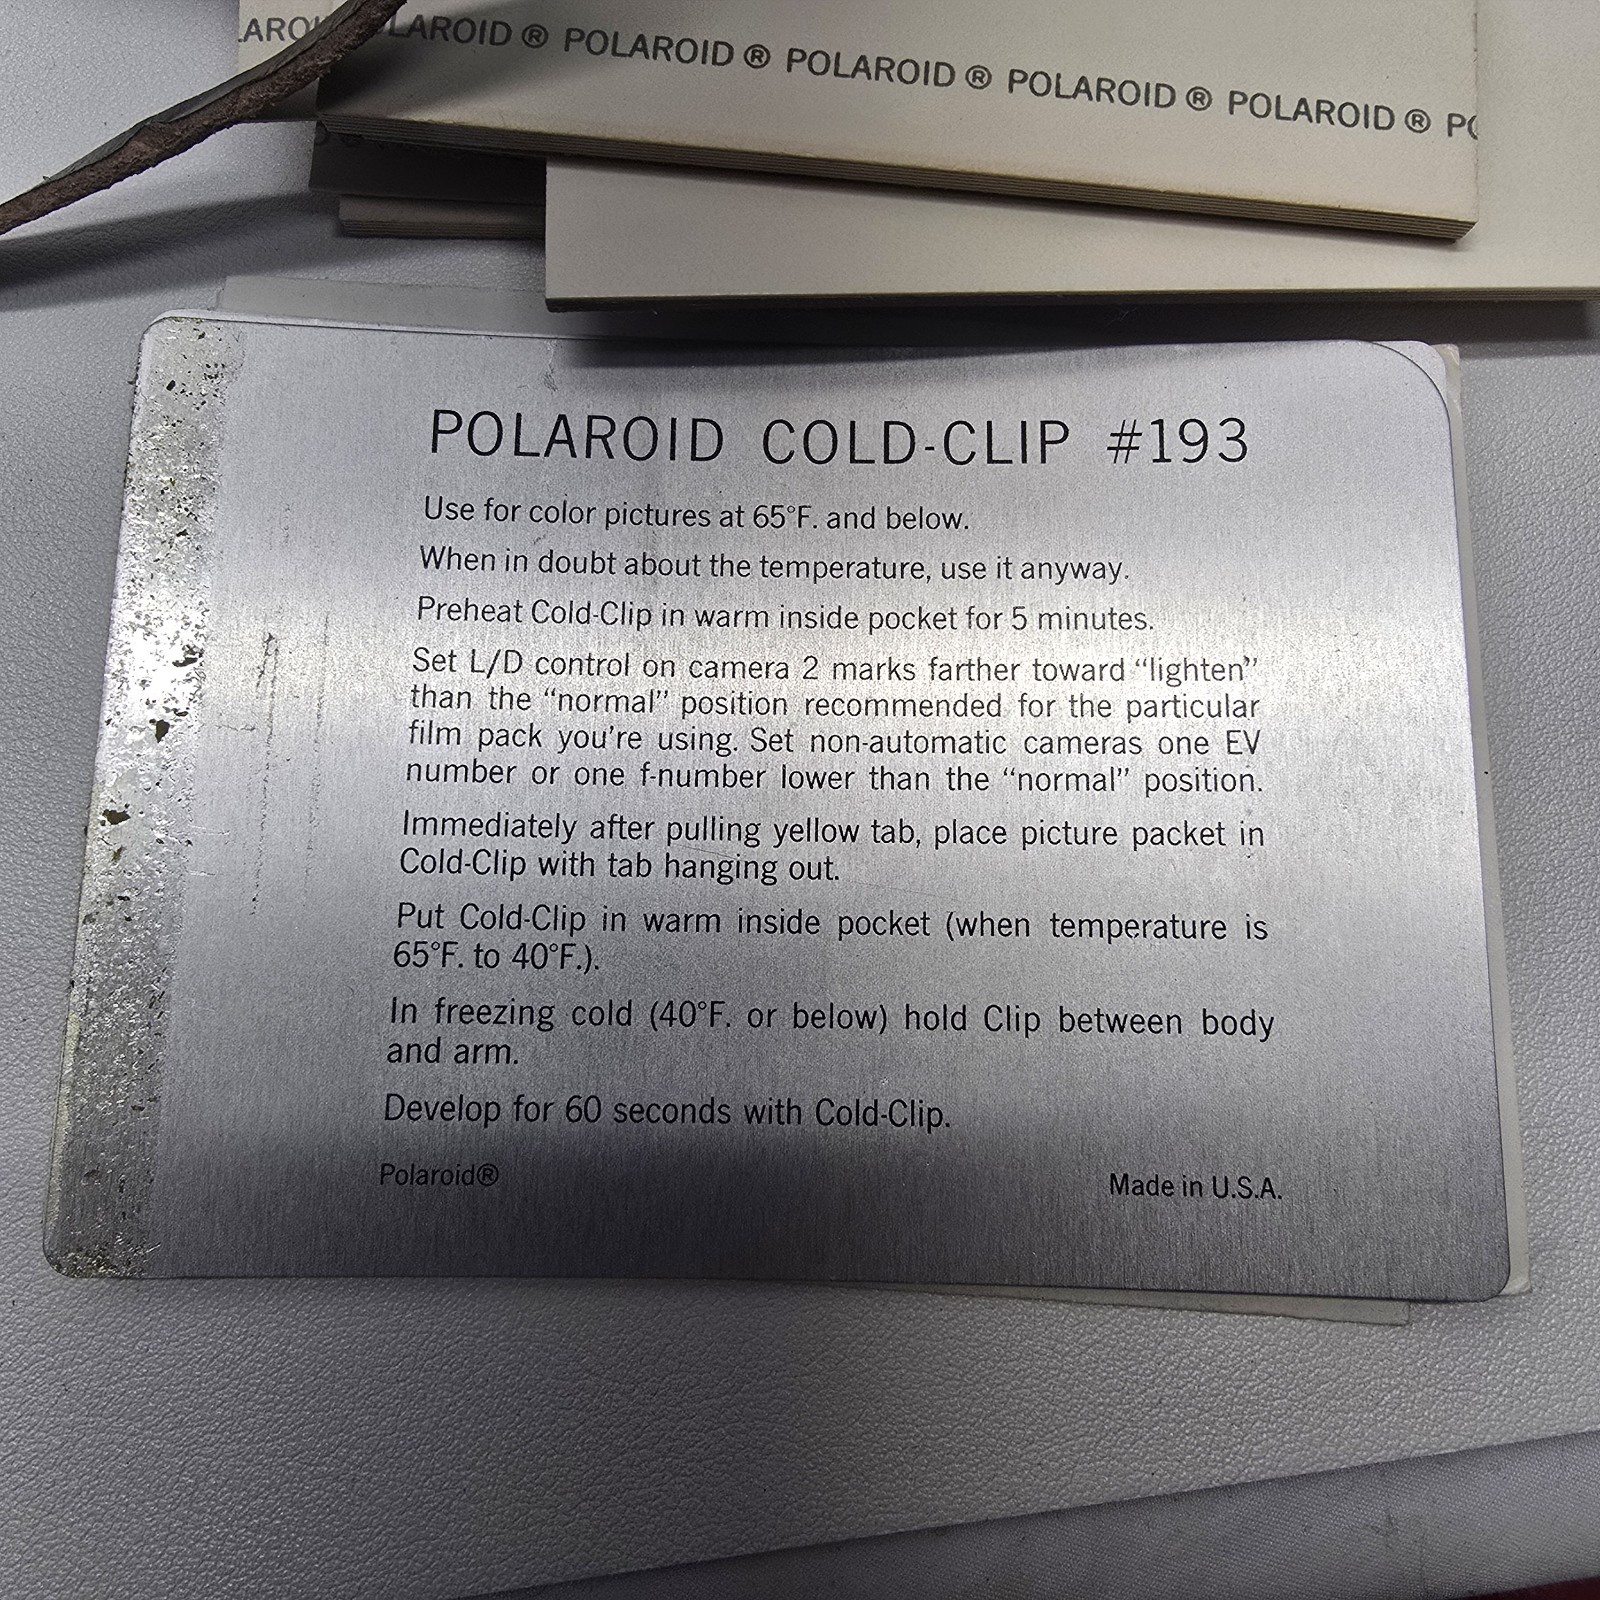 POLAROID ® POLAROID ® POLAROID ® POLAROID ® POLAROID ®
POLAROID COLD-CLIP #193
Use for color pictures at 65°F. and below.
When in doubt about the temperature, use it anyway.
Preheat Cold-Clip in warm inside pocket for 5 minutes.
Set L/D control on camera 2 marks farther toward “lighten”
than the “normal” position recommended for the particular
film pack you're using. Set non-automatic cameras one EV
number or one f-number lower than the “normal” position.
Immediately after pulling yellow tab, place picture packet in
Cold-Clip with tab hanging out.
Put Cold-Clip in warm inside pocket (when temperature is
65°F. to 40°F.).
In freezing cold (40°F. or below) hold Clip between body
and arm.
Develop for 60 seconds with Cold-Clip.
Polaroid®
Made in U.S.A.